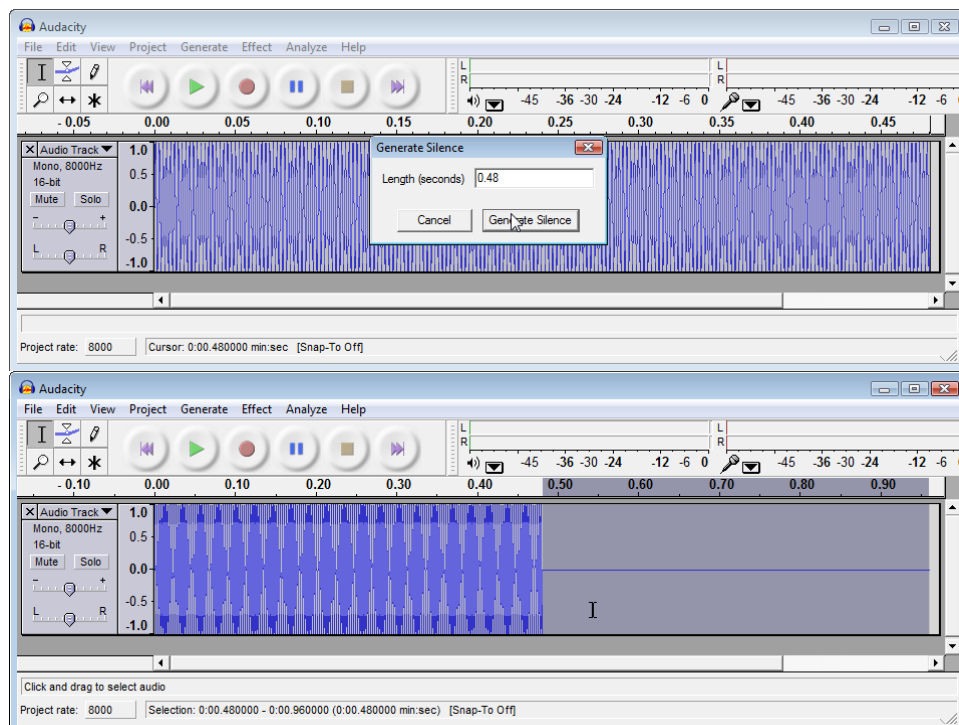 Audacity
File Edit View Project Generate Effect Analyze Help
L
R
-45 -36 -30 -24 -12 -6 0
L
R
-45 -36 -30 -24 -12 -6
- 0.05 0.00 0.05 0.10 0.15 0.20 0.25 0.30 0.35 0.40 0.45
X Audio Track
Mono, 8000Hz
16-bit
Mute Solo
- +
L R
1.0
0.5
0.0
-0.5
-1.0
Generate Silence
Length (seconds) 0.48
Cancel Generate Silence
Project rate: 8000 Cursor: 0:00.480000 min:sec [Snap-To Off]
Audacity
File Edit View Project Generate Effect Analyze Help
L
R
-45 -36 -30 -24 -12 -6 0
L
R
-45 -36 -30 -24 -12 -6
- 0.10 0.00 0.10 0.20 0.30 0.40 0.50 0.60 0.70 0.80 0.90
X Audio Track
Mono, 8000Hz
16-bit
Mute Solo
- +
L R
1.0
0.5
0.0
-0.5
-1.0
Click and drag to select audio
Project rate: 8000 Selection: 0:00.480000 - 0:00.960000 (0:00.480000 min:sec) [Snap-To Off]